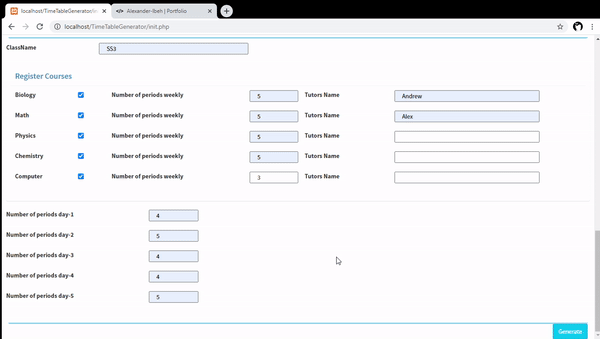 localhost/TimeTableGenerator/ini
Alexander-Ibeh | Portfolio
localhost/TimeTableGenerator/init.php
ClassName SS3
Register Courses
Biology Number of periods weekly 5 Tutors Name Andrew
Math Number of periods weekly 5 Tutors Name Alex
Physics Number of periods weekly 5 Tutors Name
Chemistry Number of periods weekly 5 Tutors Name
Computer Number of periods weekly 3 Tutors Name
Number of periods day-1 4
Number of periods day-2 5
Number of periods day-3 4
Number of periods day-4 4
Number of periods day-5 5
Generate